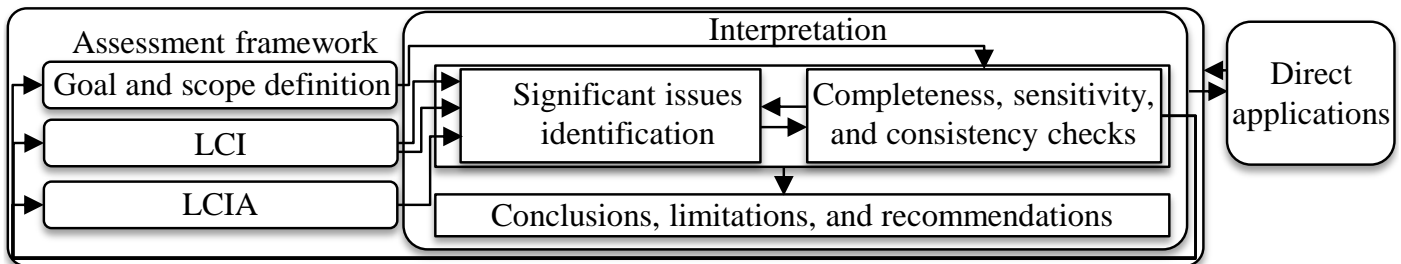 Interpretation
Assessment framework
Goal and scope definition
LCI
LCIA
Significant issues
identification
Completeness, sensitivity,
and consistency checks
Conclusions, limitations, and recommendations
Direct
applications